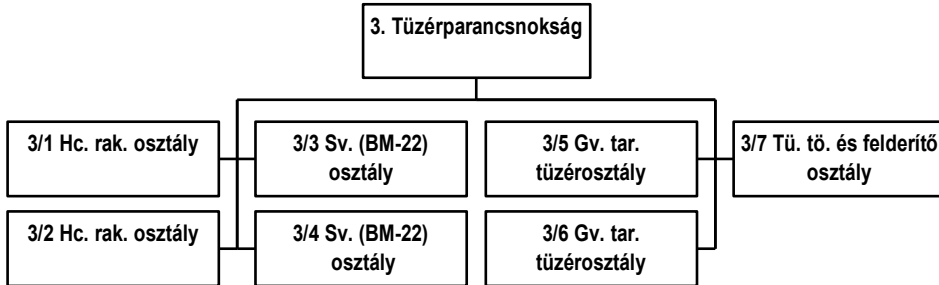 3. Tüzérparancsnokság
3/1 Hc. rak. osztály
3/3 Sv. (BM-22)
osztály
3/5 Gv. tar.
tüzérosztály
3/7 Tü. tö. és felderítő
osztály
3/2 Hc. rak. osztály
3/4 Sv. (BM-22)
osztály
3/6 Gv. tar.
tüzérosztály